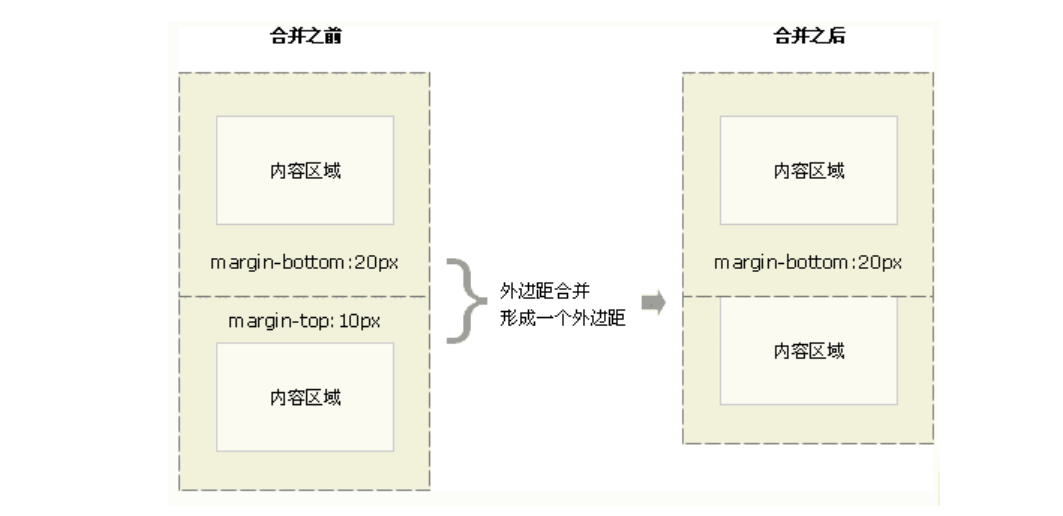 合并之前
合并之后
内容区域
内容区域
margin-bottom:20px
margin-bottom:20px
外边距合并
形成一个外边距
margin-top:10px
内容区域
内容区域